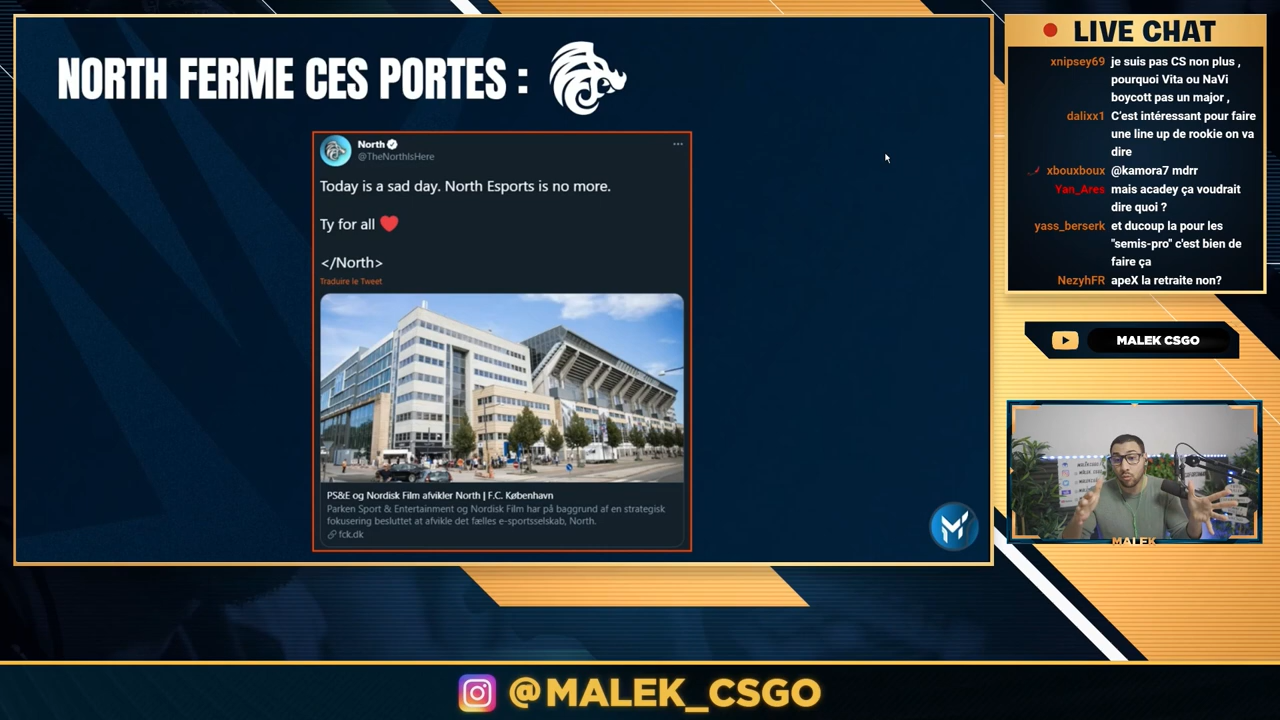 NORTH FERME CES PORTES :
North
@TheNorthIsHere
Today is a sad day. North Esports is no more.
Ty for all ❤️
</North>
Traduire le Tweet
PS&E og Nordisk Film afvikler North | F.C. København
Parken Sport & Entertainment og Nordisk Film har på baggrund af en strategisk
fokusering besluttet at afvikle det fælles e-sportsselskab, North.
fck.dk
LIVE CHAT
xnipsey69 je suis pas CS non plus ,
pourquoi Vita ou NaVi
boycott pas un major ,
dalixx1 C'est intéressant pour faire
une line up de rookie on va
dire
xbouxboux @kamora7 mdrr
Yan_Ares mais acadey ça voudrait
dire quoi ?
yass_berserk et ducoup la pour les
"semis-pro" c'est bien de
faire ça
NezyhFR apeX la retraite non?
MALEK CSGO
MALEK
@MALEK_CSGO